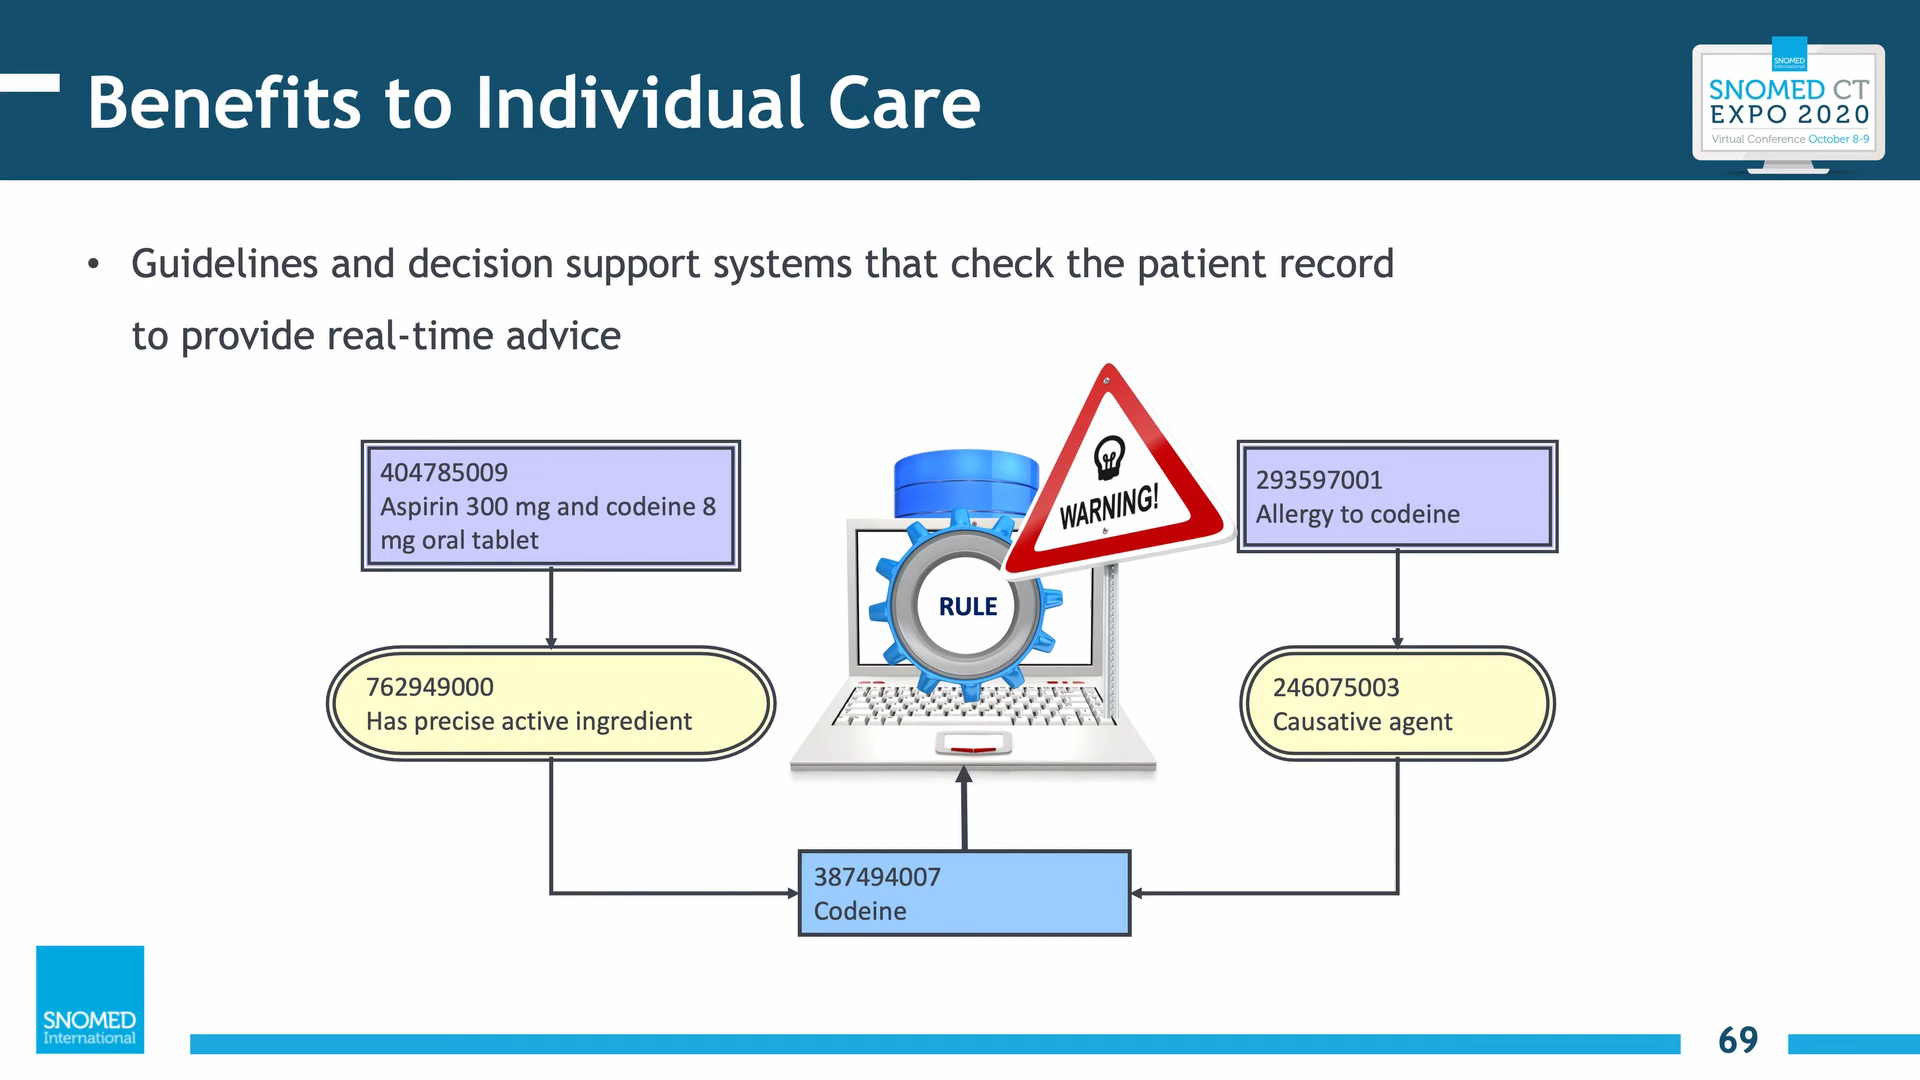 Benefits to Individual Care
SNOMED
International
SNOMED CT
EXPO 2020
Virtual Conference October 8-9
• Guidelines and decision support systems that check the patient record
to provide real-time advice
404785009
Aspirin 300 mg and codeine 8
mg oral tablet
WARNING!
293597001
Allergy to codeine
RULE
762949000
Has precise active ingredient
246075003
Causative agent
387494007
Codeine
SNOMED
International
69